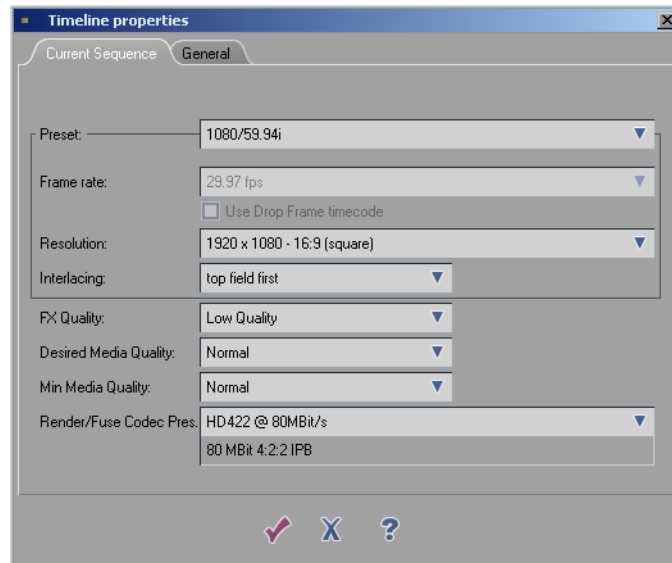 Timeline properties
Current Sequence
General
Preset:
1080/59.94i
Frame rate:
29.97 fps
Use Drop Frame timecode
Resolution:
1920 x 1080 - 16:9 (square)
Interlacing:
top field first
FX Quality:
Low Quality
Desired Media Quality:
Normal
Min Media Quality:
Normal
Render/Fuse Codec Pres.
HD422 @ 80MBit/s
80 MBit 4:2:2 IPB